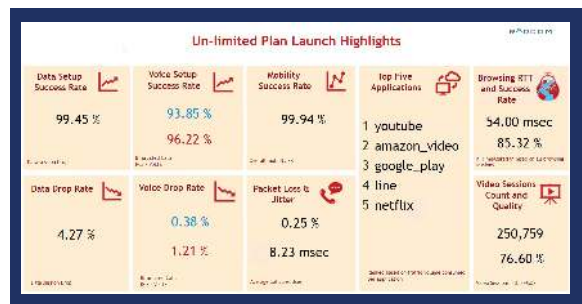 Un-limited Plan Launch Highlights
Data Setup
Success Rate
99.45 %
Voice Setup
Success Rate
93.85 %
96.22 %
Mobility
Success Rate
99.94 %
Top Five
Applications
1 youtube
2 amazon_video
3 google_play
4 line
5 netflix
Browsing RTT
and Success
Rate
54.00 msec
85.32 %
Data Drop Rate
4.27 %
Voice Drop Rate
0.38 %
1.21 %
Packet Loss &
Jitter
0.25 %
8.23 msec
Video Sessions
Count and
Quality
250,759
76.60 %